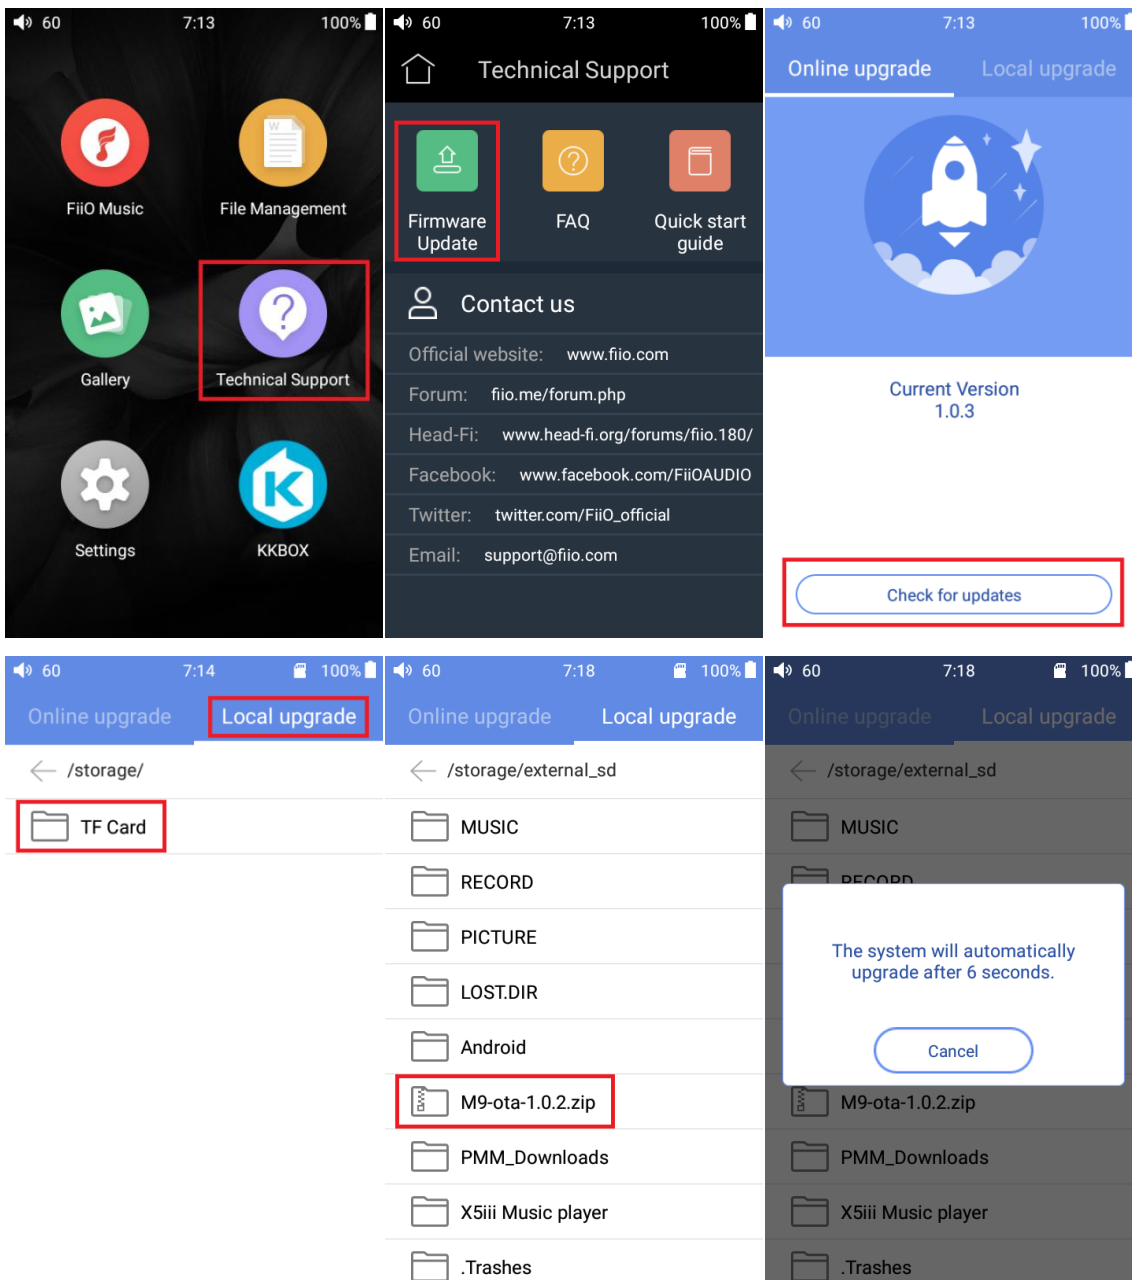 60 7:13 100%
FiiO Music
File Management
Gallery
Technical Support
Settings
KKBOX
60 7:13 100%
Technical Support
Firmware
Update
FAQ
Quick start
guide
Contact us
Official website: www.fiio.com
Forum: fiio.me/forum.php
Head-Fi: www.head-fi.org/forums/fiio.180/
Facebook: www.facebook.com/FiiOAUDIO
Twitter: twitter.com/FiiO_official
Email: support@fiio.com
60 7:13 100%
Online upgrade Local upgrade
Current Version
1.0.3
Check for updates
60 7:14 100%
Online upgrade Local upgrade
/storage/
TF Card
60 7:18 100%
Online upgrade Local upgrade
/storage/external_sd
MUSIC
RECORD
PICTURE
LOST.DIR
Android
M9-ota-1.0.2.zip
PMM_Downloads
X5iii Music player
.Trashes
60 7:18 100%
Online upgrade Local upgrade
/storage/external_sd
MUSIC
RECORD
The system will automatically
upgrade after 6 seconds.
Cancel
M9-ota-1.0.2.zip
PMM_Downloads
X5iii Music player
.Trashes